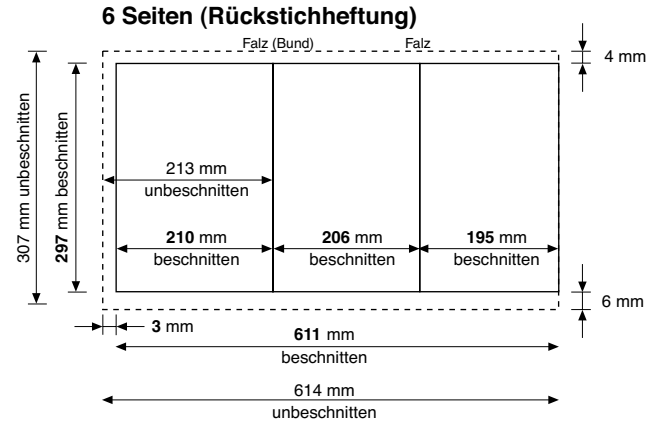 6 Seiten (Rückstichheftung)
Falz (Bund)
Falz
4 mm
307 mm unbeschnitten
297 mm beschnitten
213 mm
unbeschnitten
210 mm
beschnitten
206 mm
beschnitten
195 mm
beschnitten
6 mm
3 mm
611 mm
beschnitten
614 mm
unbeschnitten